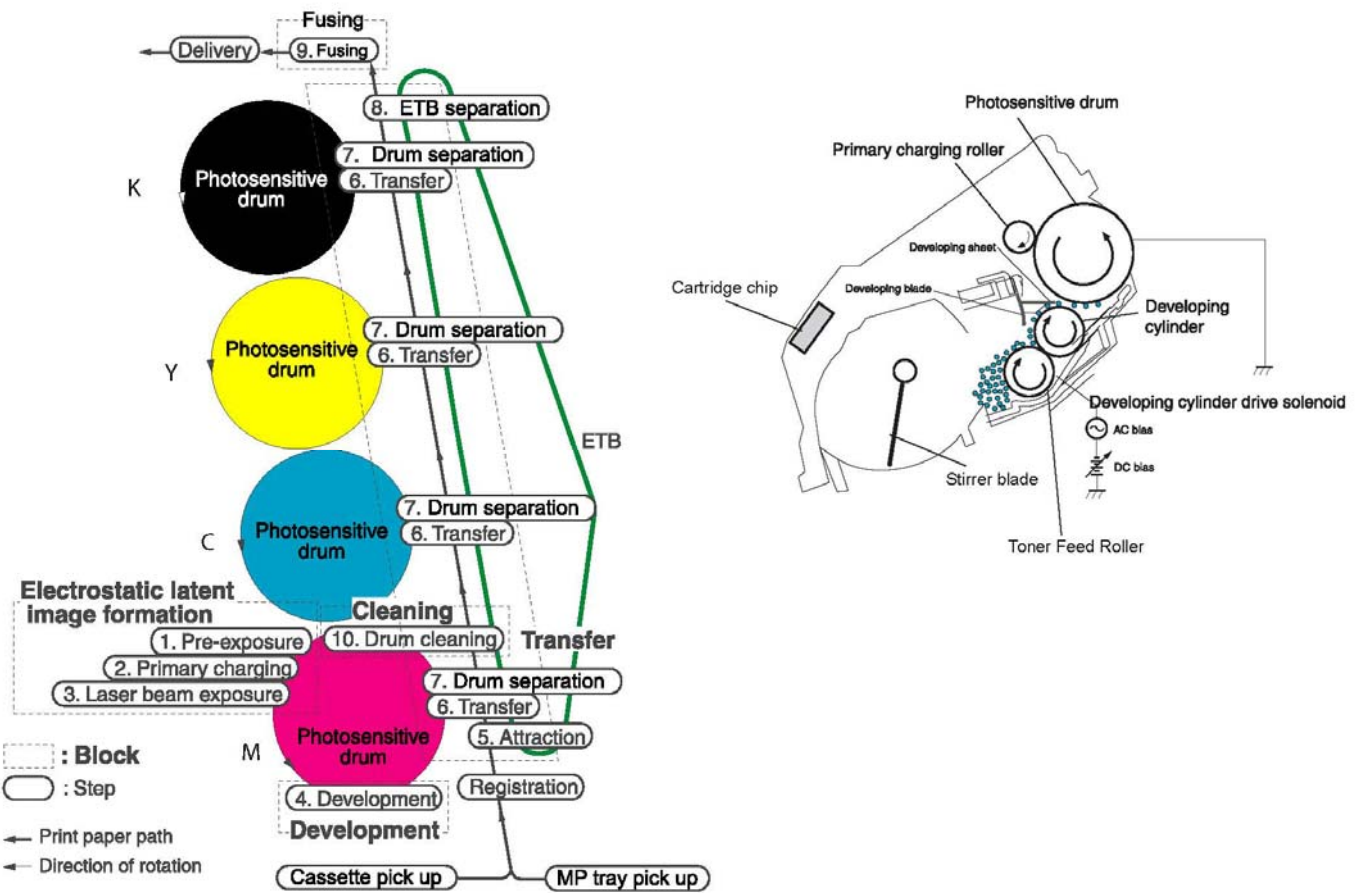 Fusing
9. Fusing
Delivery
8. ETB separation
7. Drum separation
6. Transfer
K
Photosensitive
drum
7. Drum separation
6. Transfer
Y
Photosensitive
drum
ETB
7. Drum separation
6. Transfer
C
Photosensitive
drum
Electrostatic latent
image formation
1. Pre-exposure
2. Primary charging
3. Laser beam exposure
Cleaning
10. Drum cleaning
Transfer
7. Drum separation
6. Transfer
5. Attraction
M
Photosensitive
drum
4. Development
Development
Registration
: Block
: Step
Print paper path
Direction of rotation
Cassette pick up
MP tray pick up
Photosensitive drum
Primary charging roller
Developing sheet
Cartridge chip
Developing blade
Developing
cylinder
Developing cylinder drive solenoid
AC bias
DC bias
Stirrer blade
Toner Feed Roller